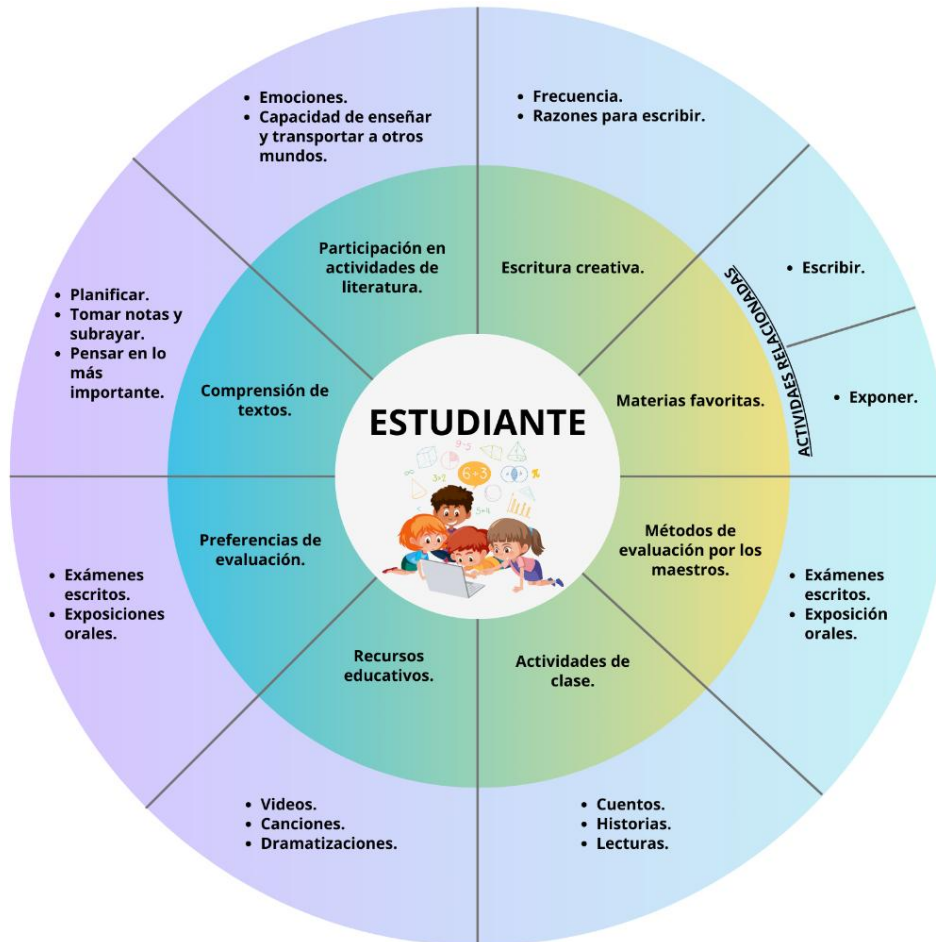 • Emociones.
• Capacidad de enseñar
y transportar a otros
mundos.
• Frecuencia.
• Razones para escribir.
Participación en
actividades de
literatura.
Escritura creativa.
• Planificar.
• Tomar notas y
subrayar.
• Pensar en lo
más
importante.
Comprensión de
textos.
ESTUDIANTE
Materias favoritas.
ACTIVIDAES RELACIONADAS
• Escribir.
• Exponer.
• Exámenes
escritos.
• Exposiciones
orales.
Preferencias de
evaluación.
Métodos de
evaluación por los
maestros.
• Exámenes
escritos.
• Exposición
orales.
Recursos
educativos.
Actividades de
clase.
• Videos.
• Canciones.
• Dramatizaciones.
• Cuentos.
• Historias.
• Lecturas.
6÷3